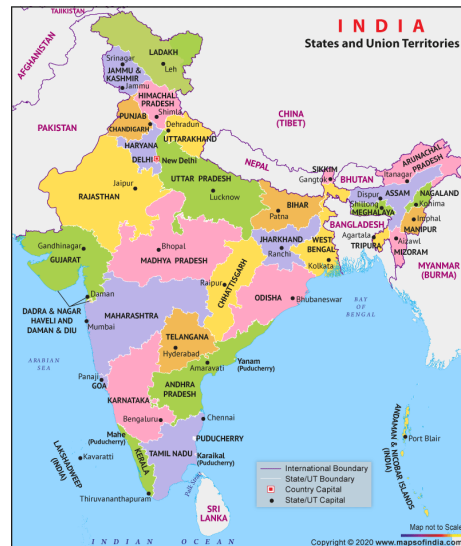 INDIA
States and Union Territories
TAJIKISTAN
AFGHANISTAN
PAKISTAN
CHINA
(TIBET)
NEPAL
BHUTAN
BANGLADESH
MYANMAR
(BURMA)
SRI
LANKA
LADAKH
Leh
Srinagar
JAMMU &
KASHMIR
Jammu
HIMACHAL
PRADESH
Shimla
PUNJAB
CHANDIGARH
Dehradun
UTTARAKHAND
HARYANA
DELHI
New Delhi
UTTAR PRADESH
Lucknow
Jaipur
RAJASTHAN
SIKKIM
Gangtok
ARUNACHAL
PRADESH
Itanagar
ASSAM
Dispur
NAGALAND
Kohima
Shillong
MEGHALAYA
Imphal
MANIPUR
Agartala
TRIPURA
Aizawl
MIZORAM
BIHAR
Patna
JHARKHAND
Ranchi
WEST
BENGAL
Kolkata
Gandhinagar
GUJARAT
Bhopal
MADHYA PRADESH
Raipur
CHHATTISGARH
ODISHA
Bhubaneswar
Daman
DADRA & NAGAR
HAVELI AND
DAMAN & DIU
MAHARASHTRA
Mumbai
TELANGANA
Hyderabad
Amaravati
ANDHRA
PRADESH
Yanam
(Puducherry)
Panaji
GOA
KARNATAKA
Bengaluru
Chennai
Mahe
(Puducherry)
PUDUCHERRY
Karaikal
(Puducherry)
TAMIL NADU
KERALA
Thiruvananthapuram
LAKSHADWEEP
(INDIA)
Kavaratti
ANDAMAN & NICOBAR ISLANDS
(INDIA)
Port Blair
ARABIAN
SEA
BAY
OF
BENGAL
Palk Strait
INDIAN OCEAN
International Boundary
State/UT Boundary
Country Capital
State/UT Capital
Map not to Scale
Copyright © 2020 www.mapsofindia.com